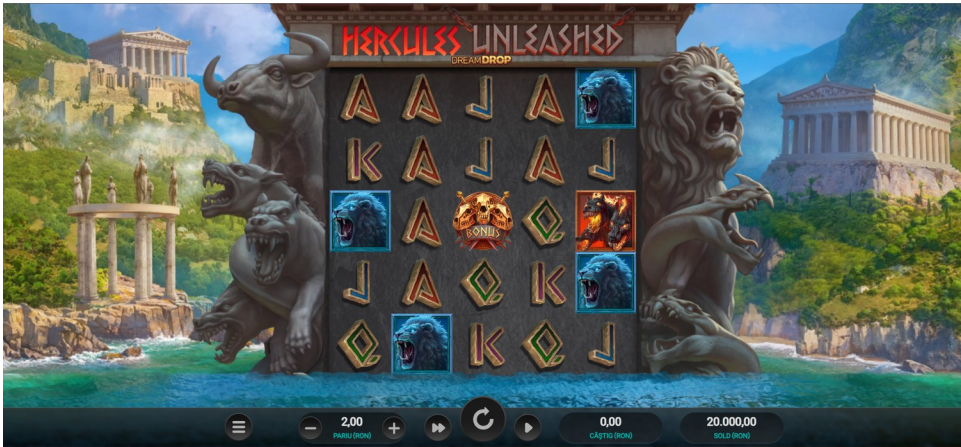 HERCULES UNLEASHED
DREAM DROP
A A J A
K A J A J
A BONUS Q
J A Q K
Q K Q J
2,00
PARIU (RON)
0,00
CÂȘTIG (RON)
20.000,00
SOLD (RON)